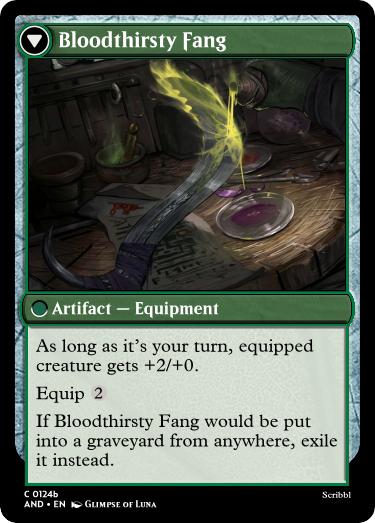 Bloodthirsty Fang
Artifact — Equipment
As long as it's your turn, equipped
creature gets +2/+0.
Equip 2
If Bloodthirsty Fang would be put
into a graveyard from anywhere, exile
it instead.
C 0124b
Scribbl
AND • EN Glimpse of Luna